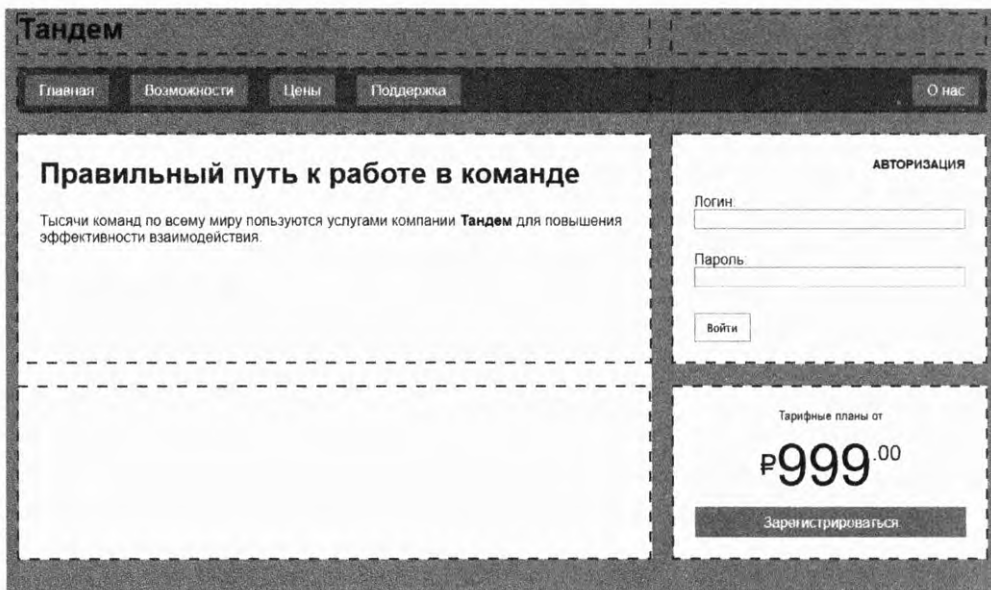 Тандем
Главная Возможности Цены Поддержка О нас
Правильный путь к работе в команде
Тысячи команд по всему миру пользуются услугами компании Тандем для повышения
эффективности взаимодействия.
АВТОРИЗАЦИЯ
Логин:
Пароль:
Войти
Тарифные планы от
₽999.00
Зарегистрироваться